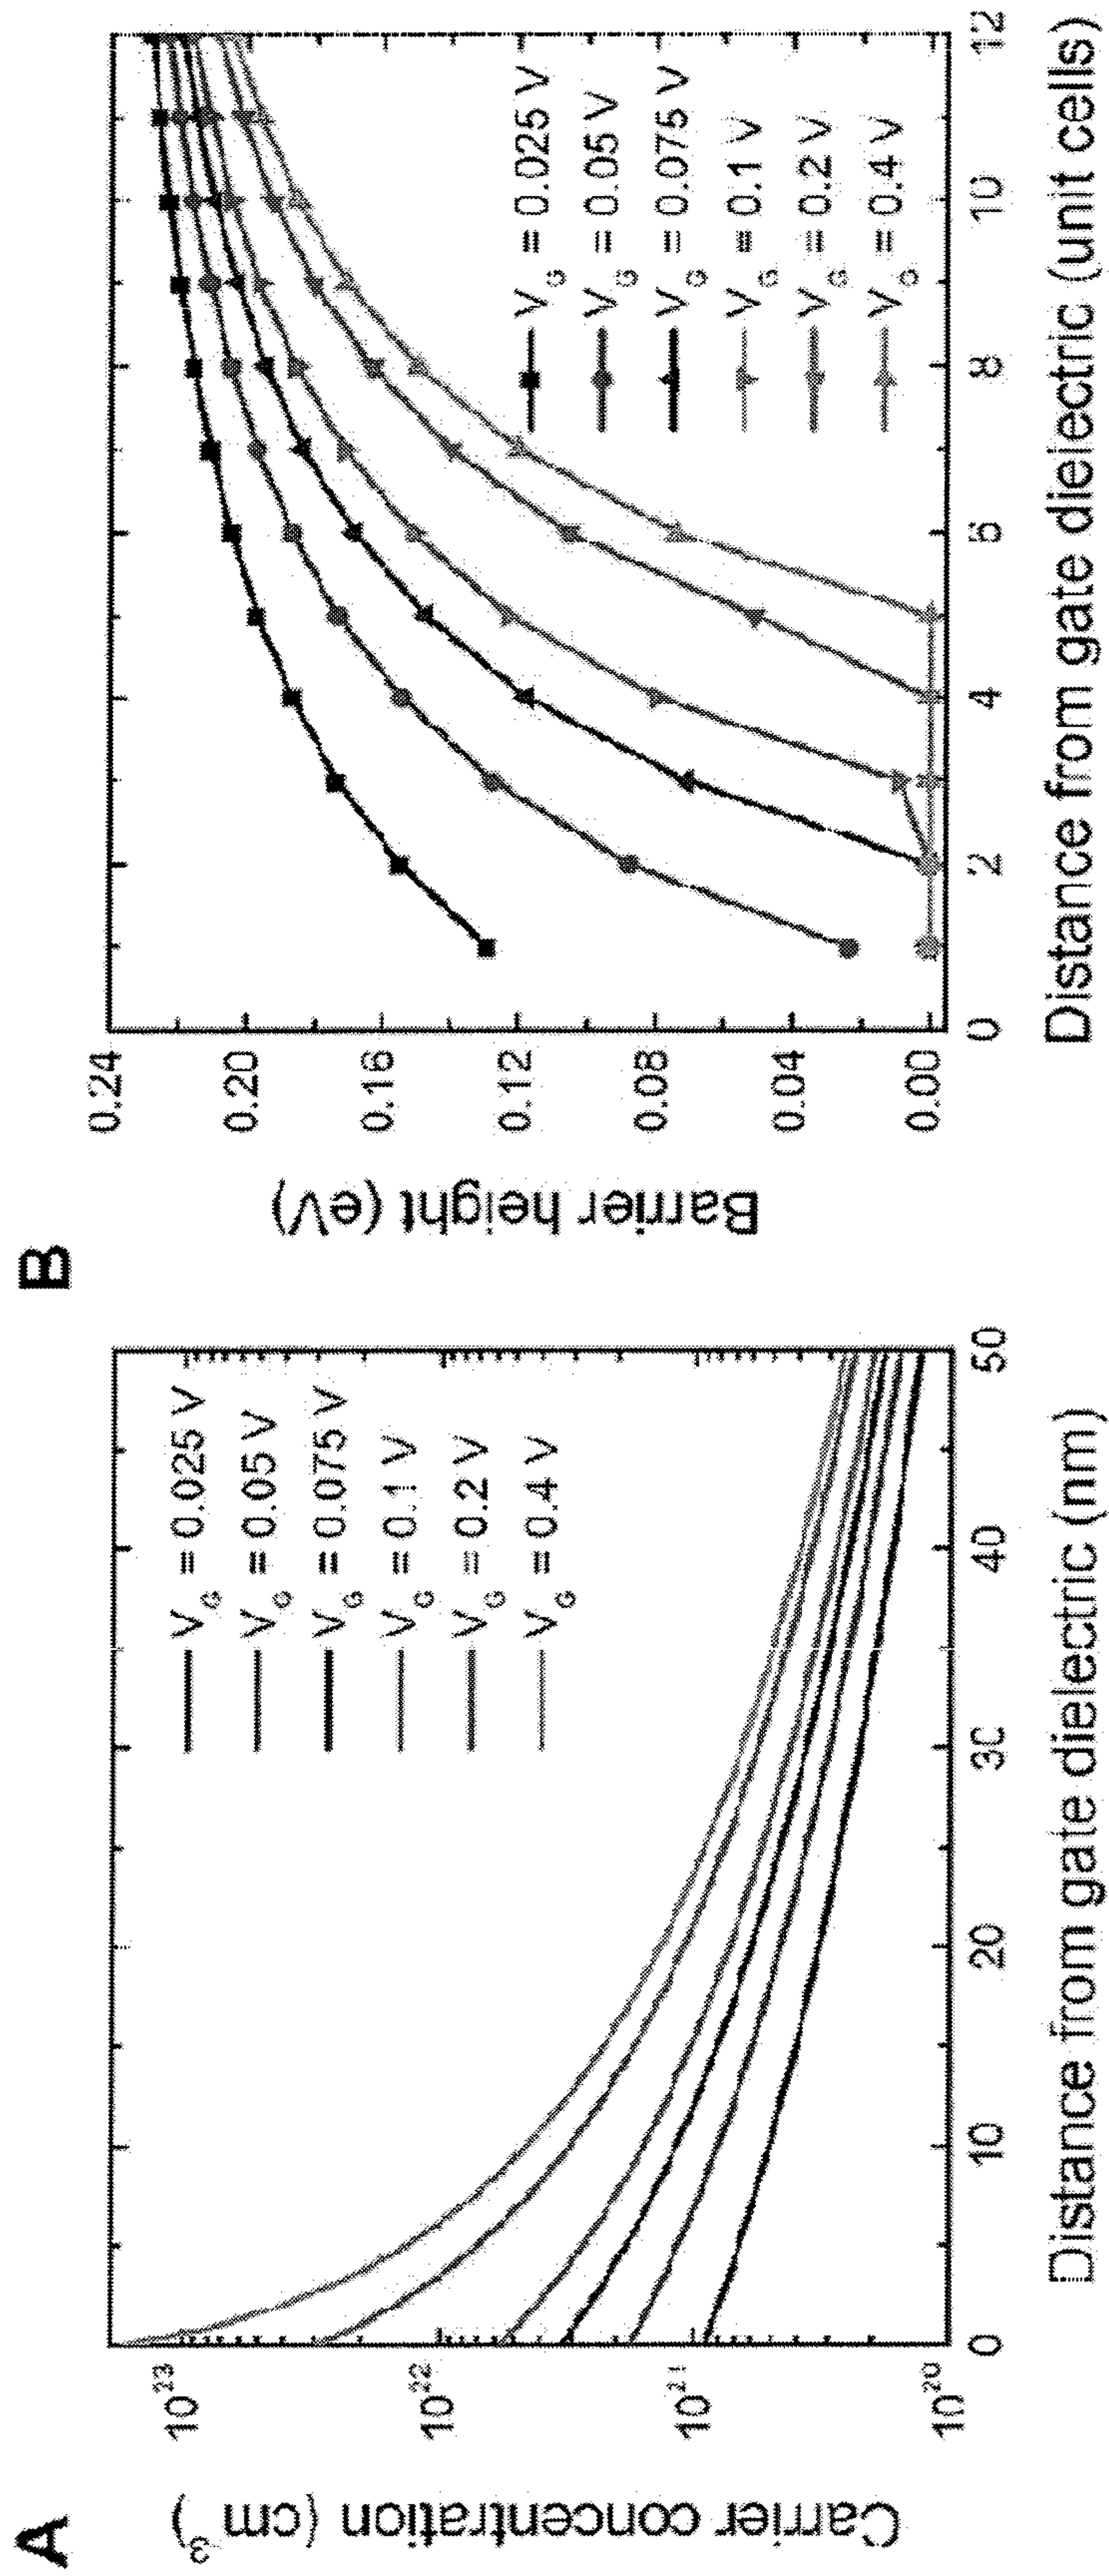 A
Carrier concentration (cm³)
10²³
10²²
10²¹
10²⁰
V_G = 0.025 V
V_G = 0.05 V
V_G = 0.075 V
V_G = 0.1 V
V_G = 0.2 V
V_G = 0.4 V
0 10 20 30 40 50
Distance from gate dielectric (nm)
B
Barrier height (eV)
0.24
0.20
0.16
0.12
0.08
0.04
0.00
V_G = 0.025 V
V_G = 0.05 V
V_G = 0.075 V
V_G = 0.1 V
V_G = 0.2 V
V_G = 0.4 V
0 2 4 6 8 10 12
Distance from gate dielectric (unit cells)